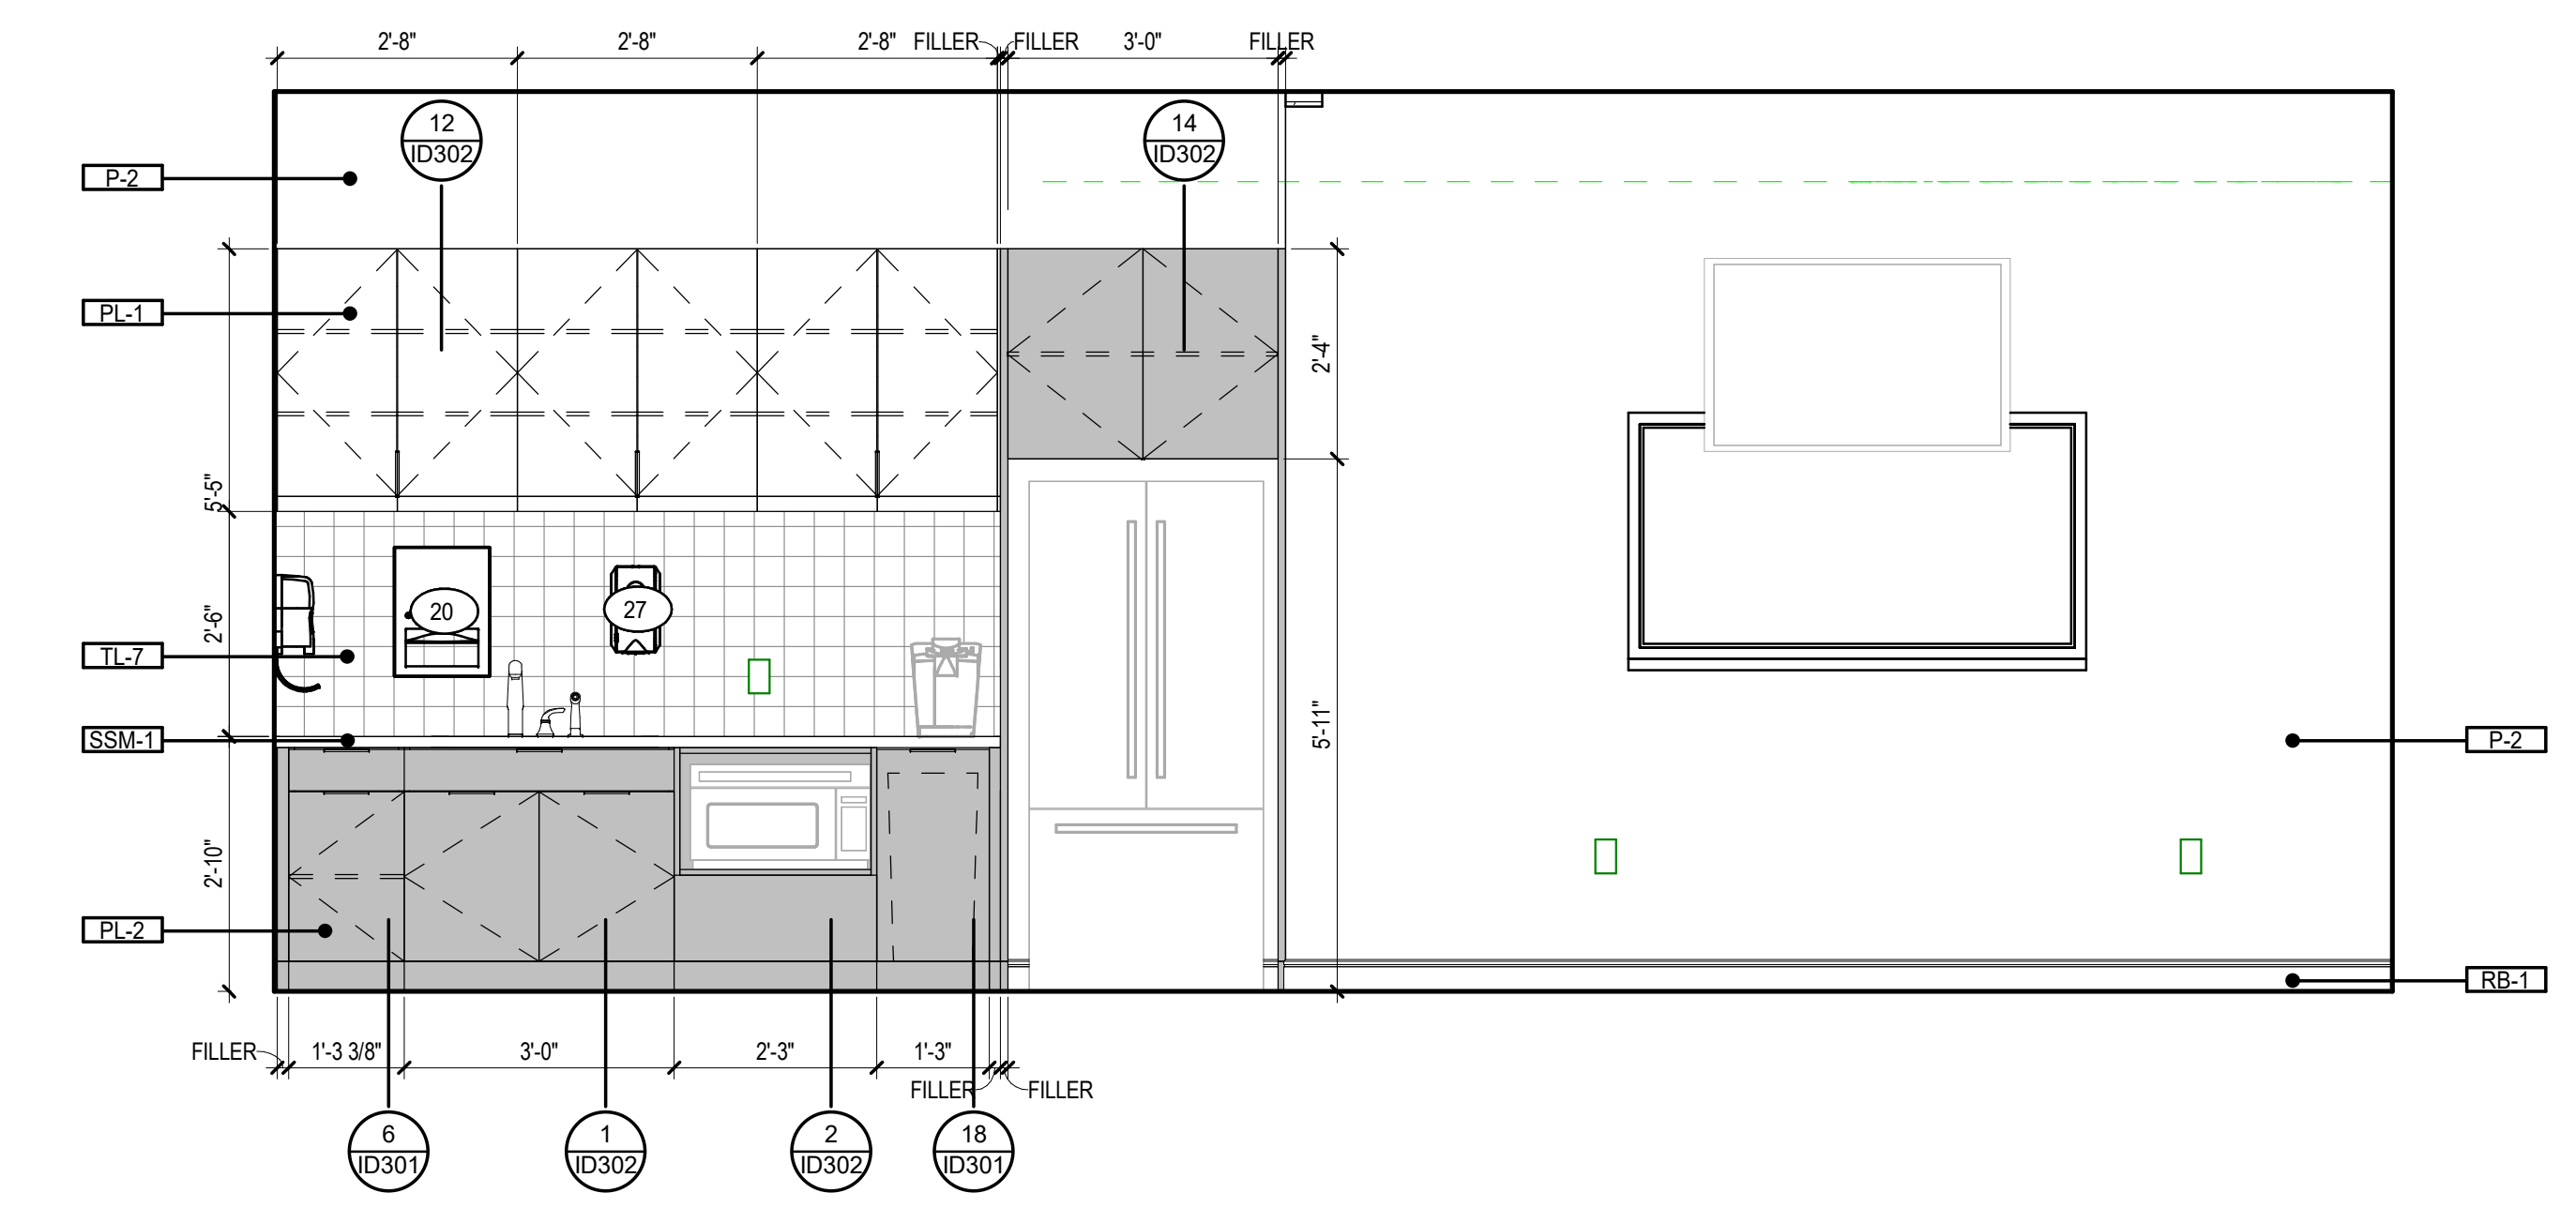 2'-8" 2'-8" 2'-8" FILLER FILLER 3'-0" FILLER
12
ID302
14
ID302
P-2
PL-1
2'-4"
5'-5"
20
27
2'-6"
TL-7
SSM-1
5'-11"
P-2
2'-10"
PL-2
RB-1
FILLER 1'-3 3/8" 3'-0" 2'-3" 1'-3"
FILLER FILLER
6
ID301
1
ID302
2
ID302
18
ID301